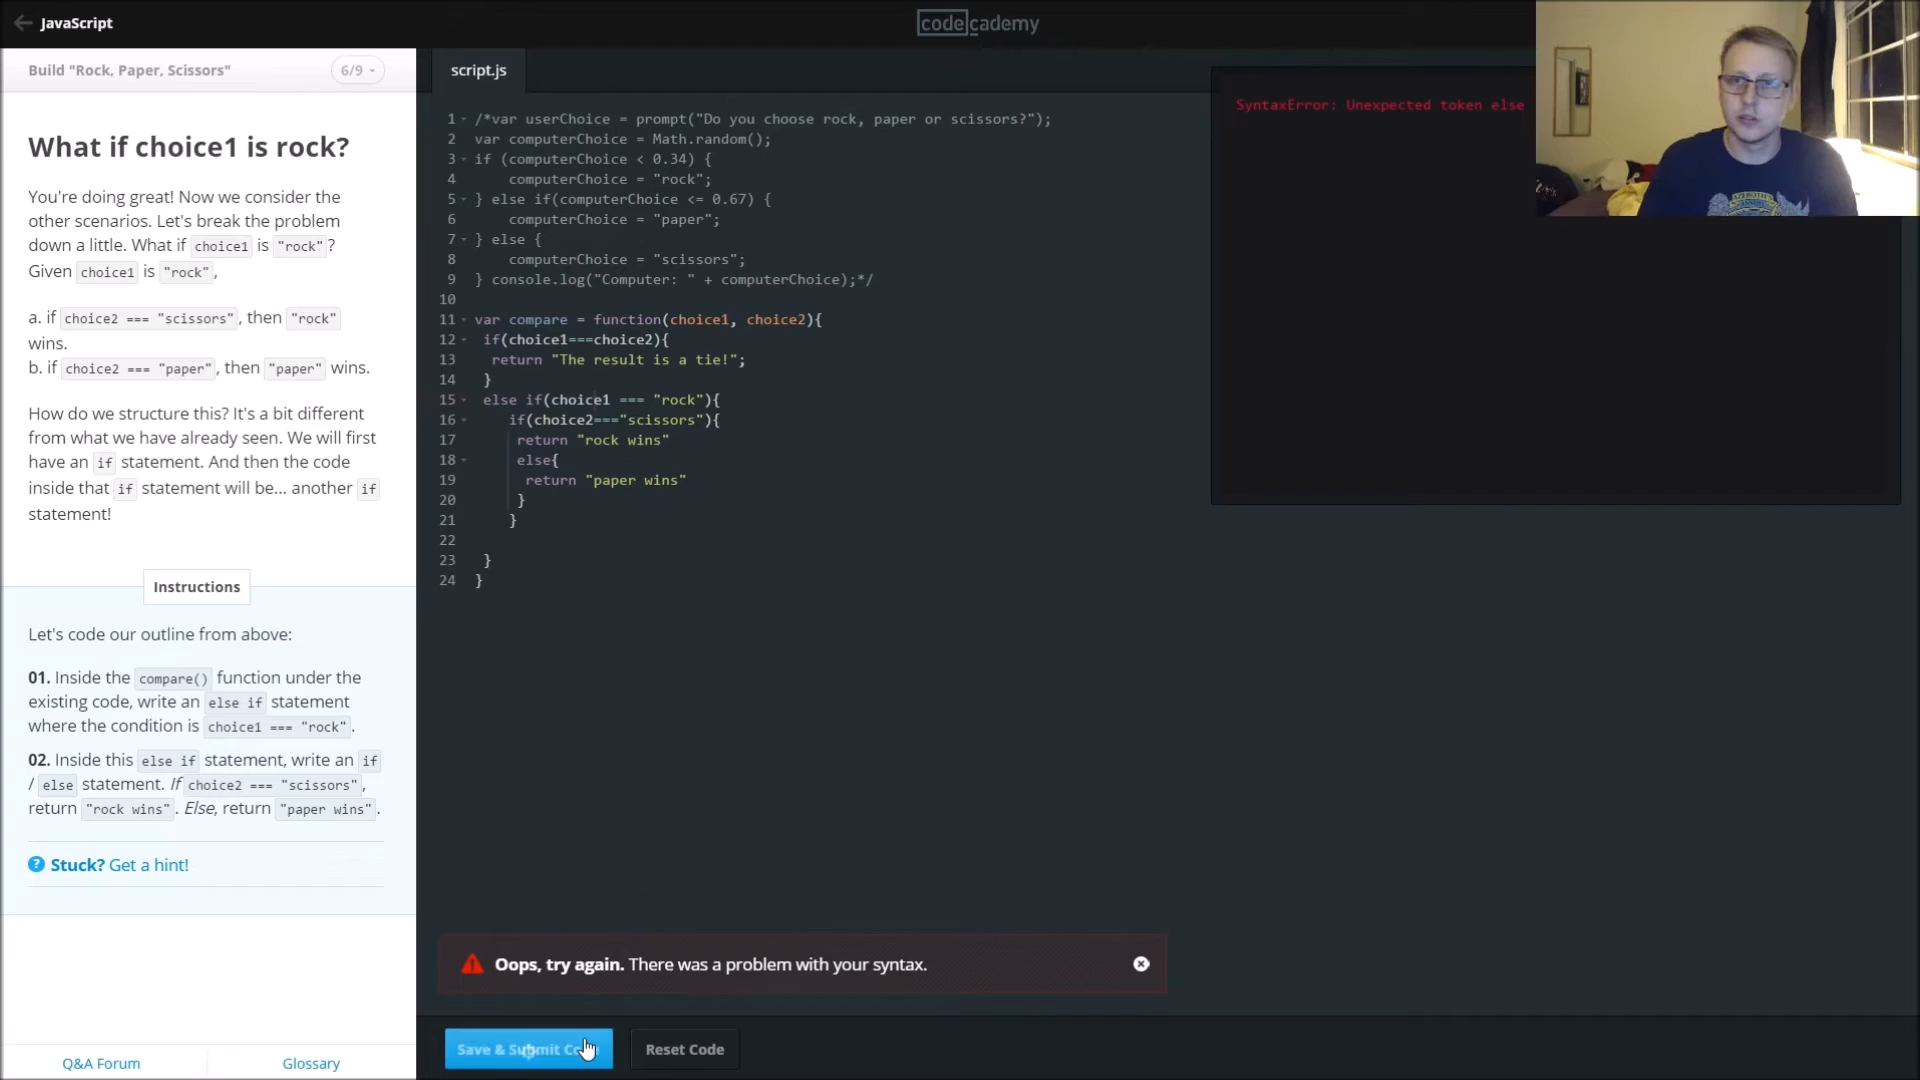 JavaScript
codecademy
Build "Rock, Paper, Scissors"
6/9
script.js
What if choice1 is rock?
You're doing great! Now we consider the
other scenarios. Let's break the problem
down a little. What if choice1 is "rock"?
Given choice1 is "rock",
a. if choice2 === "scissors", then "rock"
wins.
b. if choice2 === "paper", then "paper" wins.
How do we structure this? It's a bit different
from what we have already seen. We will first
have an if statement. And then the code
inside that if statement will be... another if
statement!
Instructions
Let's code our outline from above:
01. Inside the compare() function under the
existing code, write an else if statement
where the condition is choice1 === "rock".
02. Inside this else if statement, write an if
/ else statement. If choice2 === "scissors",
return "rock wins". Else, return "paper wins".
? Stuck? Get a hint!
Q&A Forum
Glossary
1 /*var userChoice = prompt("Do you choose rock, paper or scissors?");
2 var computerChoice = Math.random();
3 if (computerChoice < 0.34) {
4 computerChoice = "rock";
5 } else if(computerChoice <= 0.67) {
6 computerChoice = "paper";
7 } else {
8 computerChoice = "scissors";
9 } console.log("Computer: " + computerChoice);*/
10
11 var compare = function(choice1, choice2){
12 if(choice1===choice2){
13 return "The result is a tie!";
14 }
15 else if(choice1 === "rock"){
16 if(choice2==="scissors"){
17 return "rock wins"
18 else{
19 return "paper wins"
20 }
21 }
22
23 }
24 }
SyntaxError: Unexpected token else
Oops, try again. There was a problem with your syntax.
Save & Submit
Reset Code